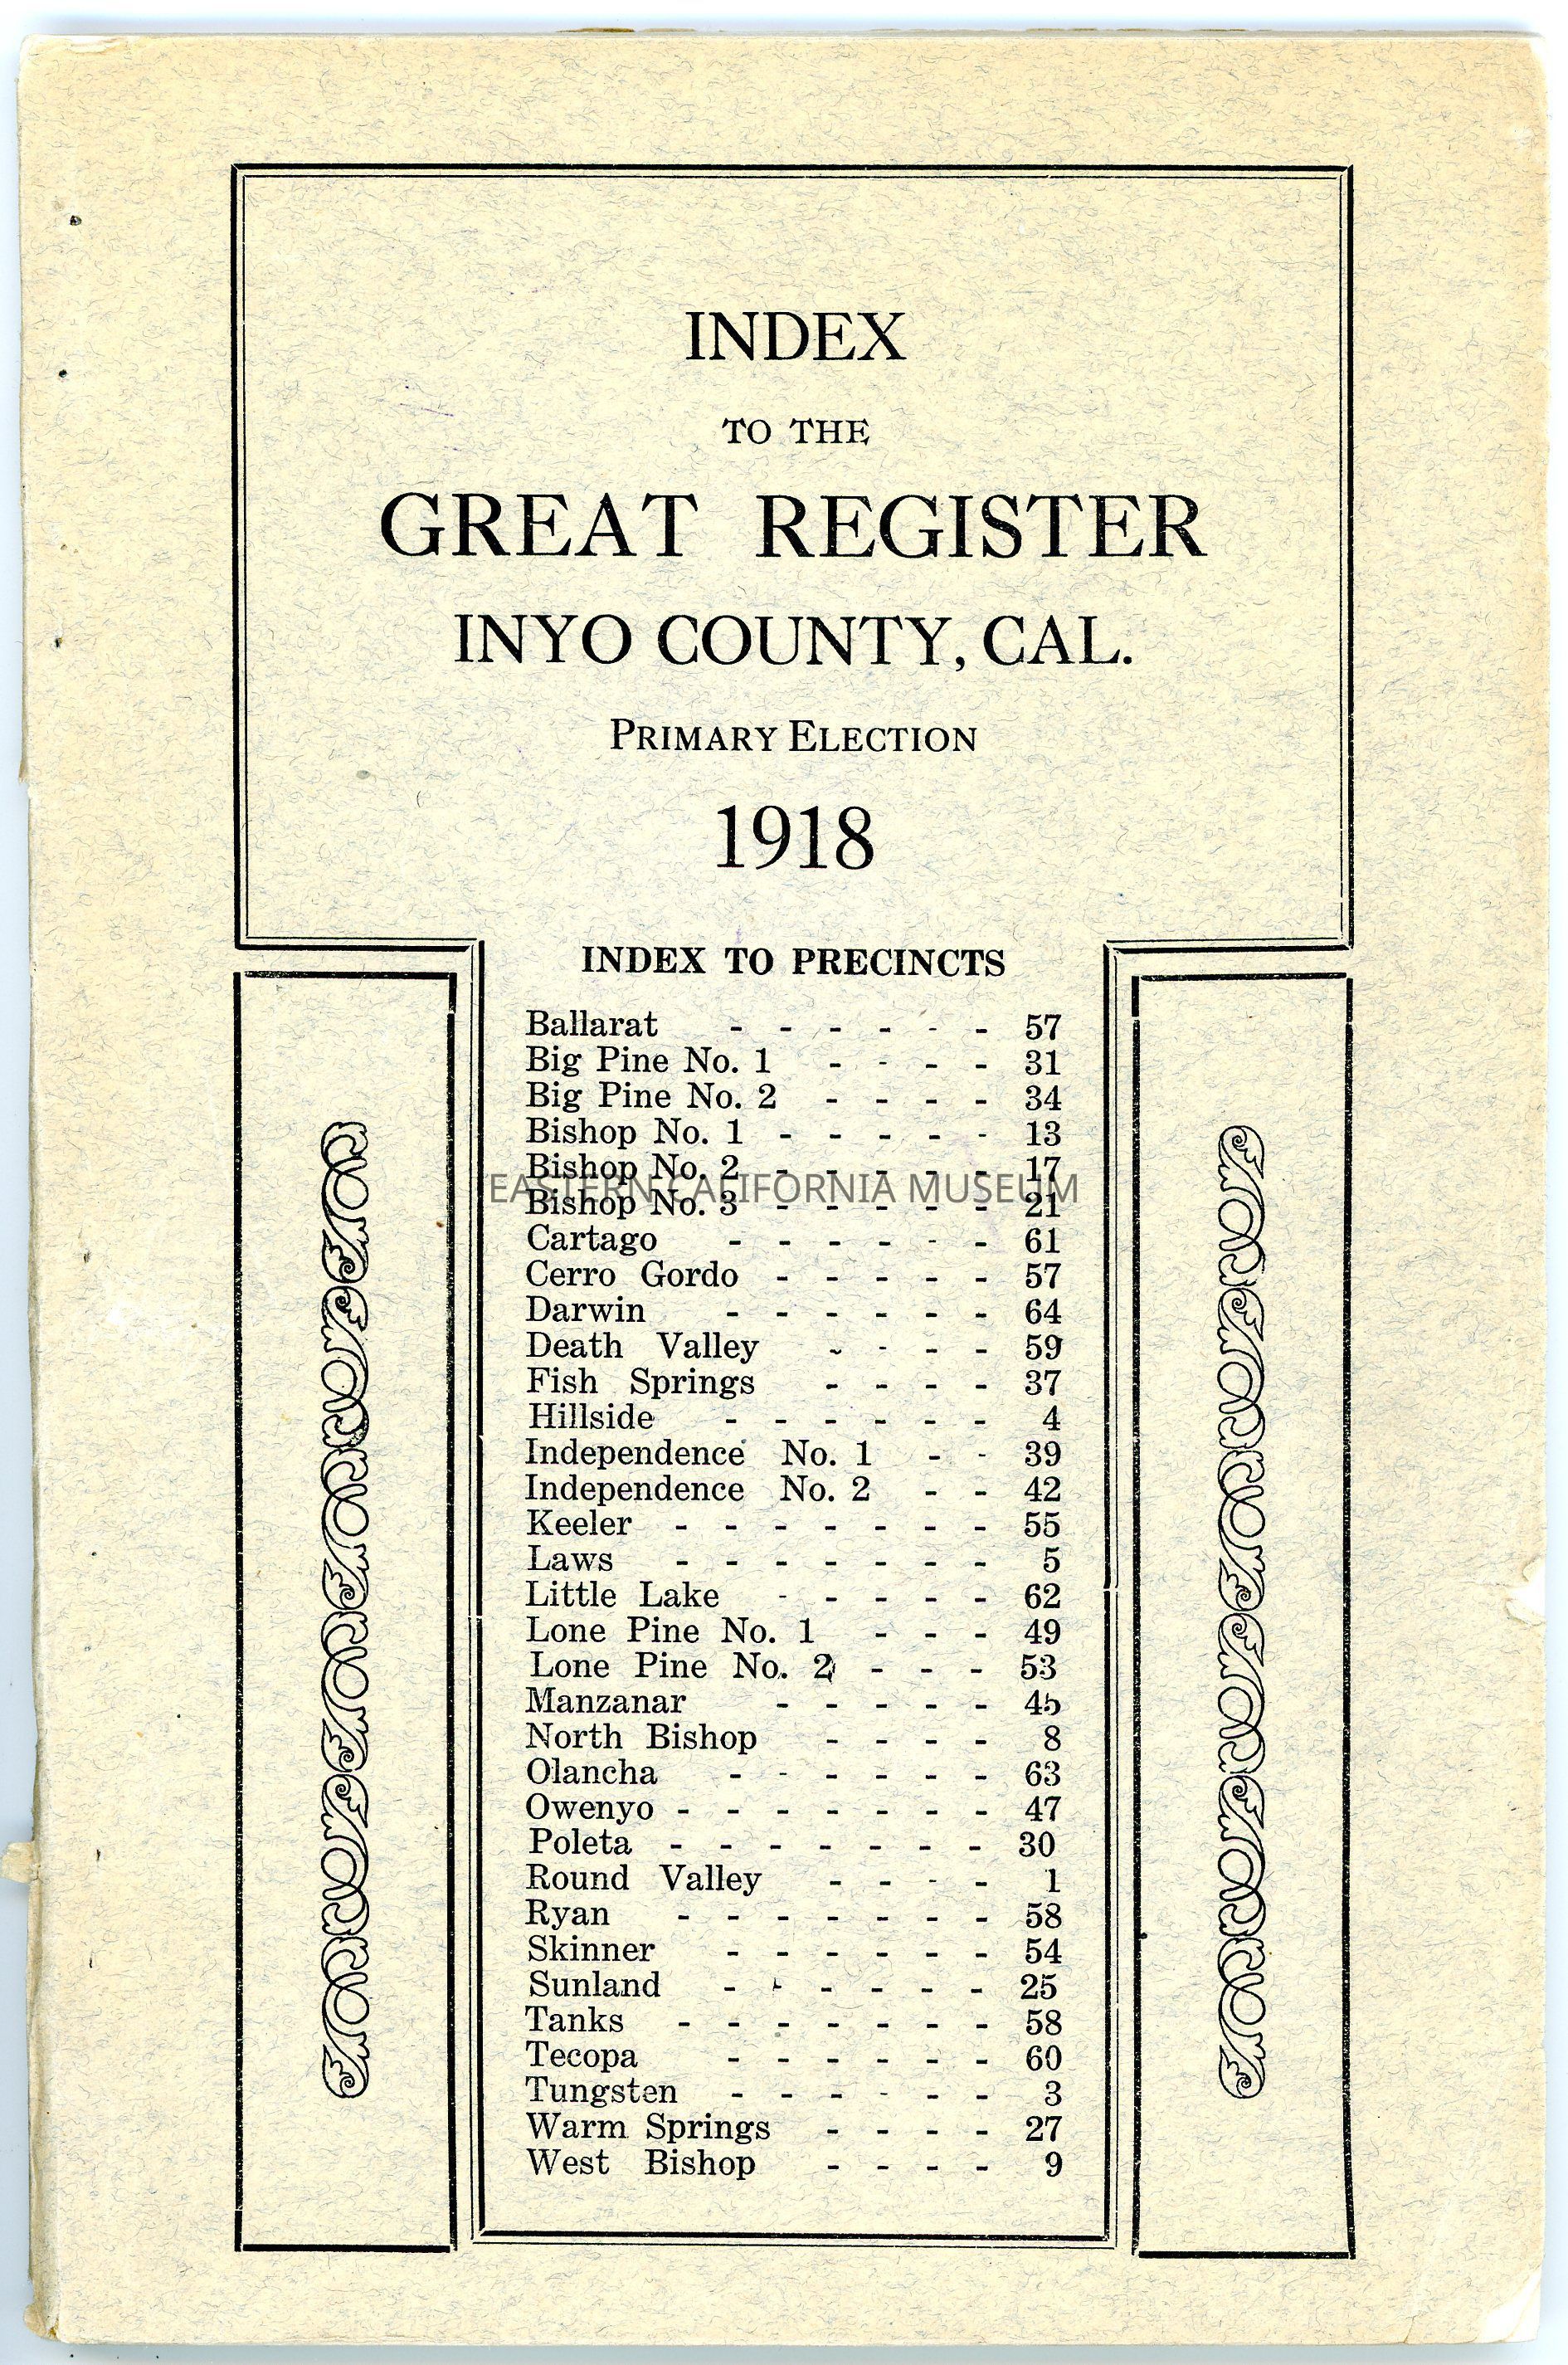 INDEX
TO THE
GREAT REGISTER
INYO COUNTY, CAL.
PRIMARY ELECTION
1918
INDEX TO PRECINCTS
Ballarat - - - - - - 57
Big Pine No. 1 - - - - 31
Big Pine No. 2 - - - - 34
Bishop No. 1 - - - - - 13
Bishop No. 2 - - - - - 17
EASTERN CALIFORNIA MUSEUM
Bishop No. 3 - - - - - 21
Cartago - - - - - - 61
Cerro Gordo - - - - - 57
Darwin - - - - - - 64
Death Valley - - - - 59
Fish Springs - - - - 37
Hillside - - - - - - 4
Independence No. 1 - - 39
Independence No. 2 - - 42
Keeler - - - - - - - 55
Laws - - - - - - - 5
Little Lake - - - - - 62
Lone Pine No. 1 - - - 49
Lone Pine No. 2 - - - 53
Manzanar - - - - - 45
North Bishop - - - - 8
Olancha - - - - - - 63
Owenyo - - - - - - - 47
Poleta - - - - - - - 30
Round Valley - - - - 1
Ryan - - - - - - - 58
Skinner - - - - - - 54
Sunland - - - - - - 25
Tanks - - - - - - - 58
Tecopa - - - - - - 60
Tungsten - - - - - - 3
Warm Springs - - - - 27
West Bishop - - - - 9